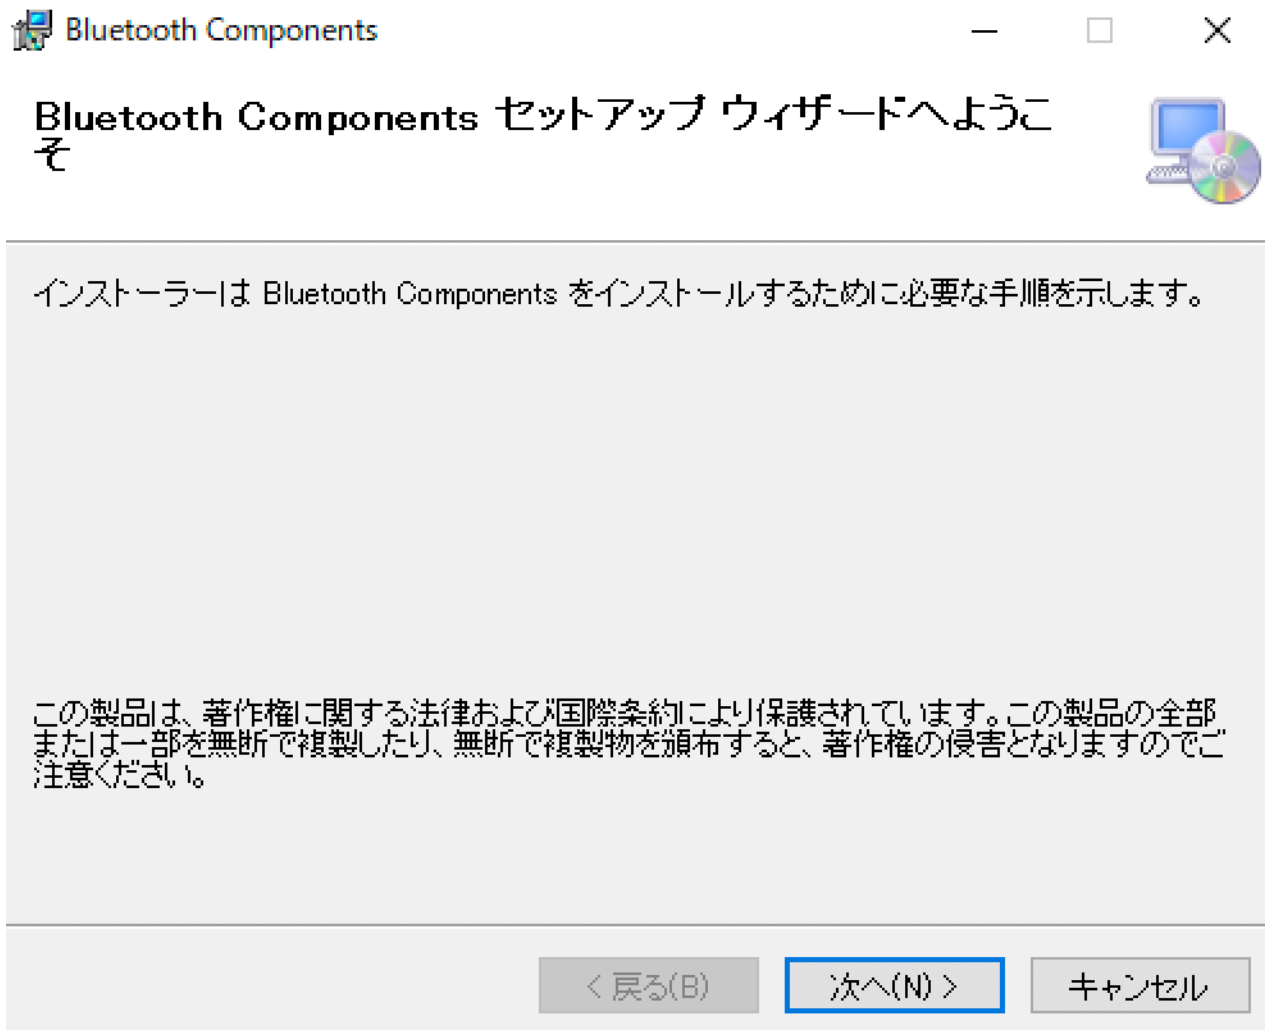 Bluetooth Components
Bluetooth Components セットアップ ウィザードへようこ
そ
インストーラーは Bluetooth Components をインストールするために必要な手順を示します。
この製品は、著作権に関する法律および国際条約により保護されています。この製品の全部
または一部を無断で複製したり、無断で複製物を頒布すると、著作権の侵害となりますのでご
注意ください。
< 戻る(B)
次へ(N) >
キャンセル